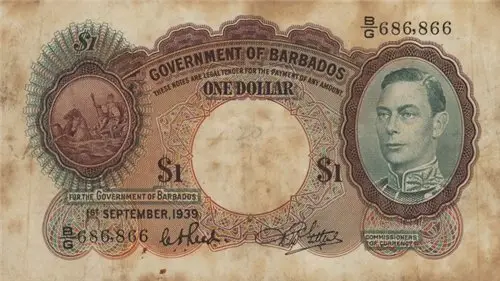 $1
B/G 686,866
GOVERNMENT OF BARBADOS
THESE NOTES ARE LEGAL TENDER FOR THE PAYMENT OF ANY AMOUNT
ONE DOLLAR
$1 $1
FOR THE GOVERNMENT OF BARBADOS
1ST SEPTEMBER, 1939
B/G 686,866
COMMISSIONERS
OF CURRENCY